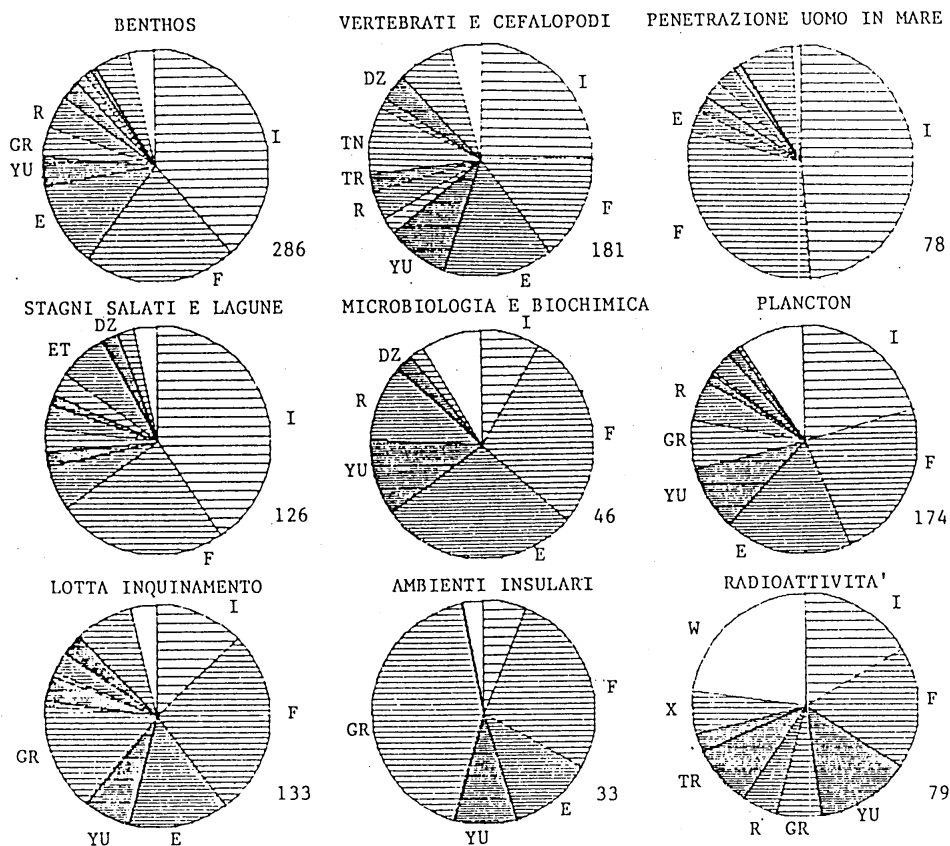 BENTHOS
R
GR
YU
E
I
F
286
VERTEBRATI E CEFALOPODI
DZ
TN
TR
R
YU
E
F
I
181
PENETRAZIONE UOMO IN MARE
E
F
I
78
STAGNI SALATI E LAGUNE
DZ
ET
I
F
126
MICROBIOLOGIA E BIOCHIMICA
I
DZ
R
YU
E
F
46
PLANCTON
I
GR
YU
E
F
174
LOTTA INQUINAMENTO
I
F
GR
YU
E
133
AMBIENTI INSULARI
F
GR
YU
E
33
RADIOATTIVITA'
I
W
X
TR
R
GR
YU
F
79